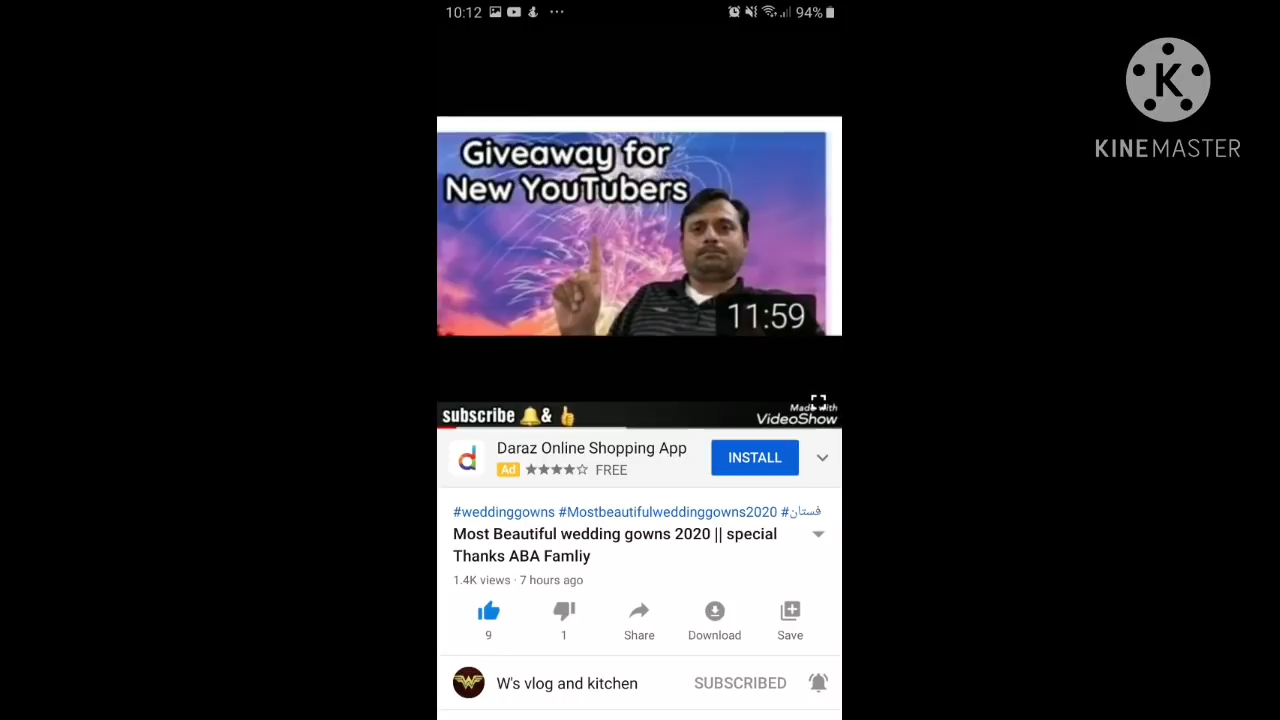 10:12
94%
Giveaway for
New YouTubers
11:59
K
KINEMASTER
subscribe 🔔& 👍
Made with
VideoShow
Daraz Online Shopping App
INSTALL
Ad ★★★★☆ FREE
#weddinggowns #Mostbeautifulweddinggowns2020 #فستان
Most Beautiful wedding gowns 2020 || special
Thanks ABA Famliy
1.4K views · 7 hours ago
9
1
Share
Download
Save
W's vlog and kitchen
SUBSCRIBED